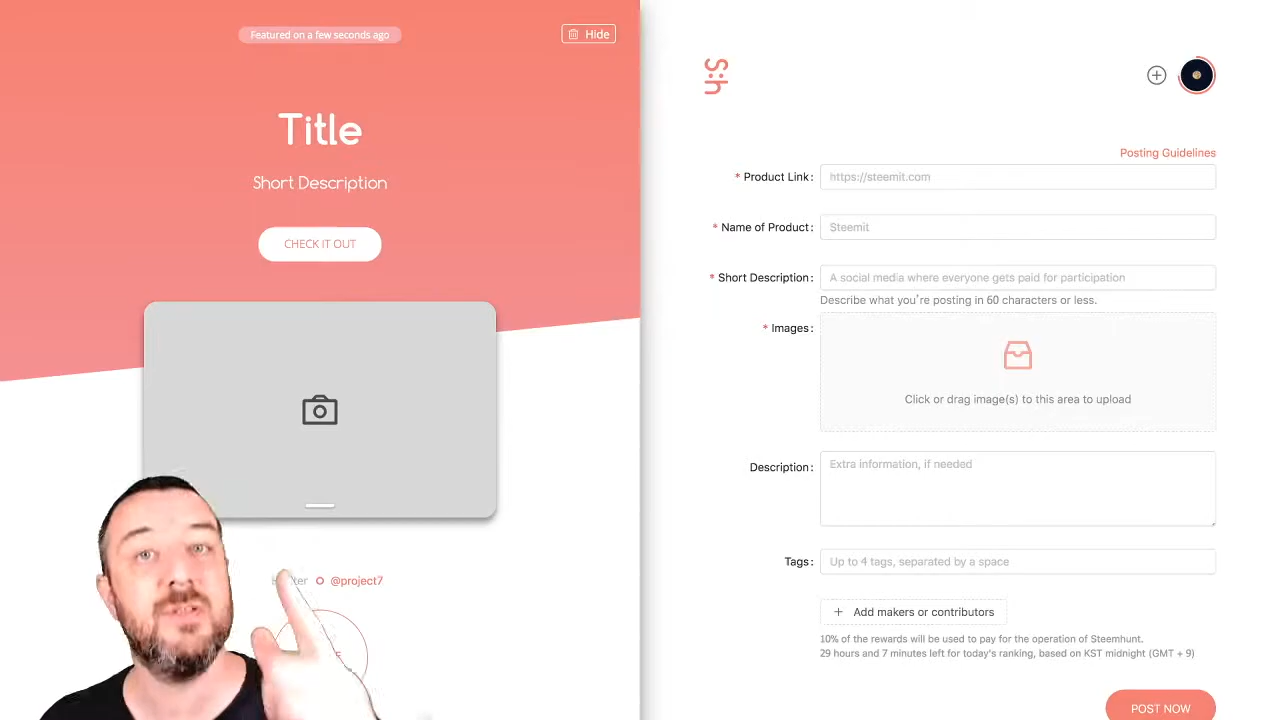 Featured on a few seconds ago
Hide
Title
Short Description
CHECK IT OUT
@project7
S:h
Posting Guidelines
* Product Link:
https://steemit.com
* Name of Product:
Steemit
* Short Description:
A social media where everyone gets paid for participation
Describe what you're posting in 60 characters or less.
* Images:
Click or drag image(s) to this area to upload
Description:
Extra information, if needed
Tags:
Up to 4 tags, separated by a space
+ Add makers or contributors
10% of the rewards will be used to pay for the operation of Steemhunt.
29 hours and 7 minutes left for today's ranking, based on KST midnight (GMT + 9)
POST NOW